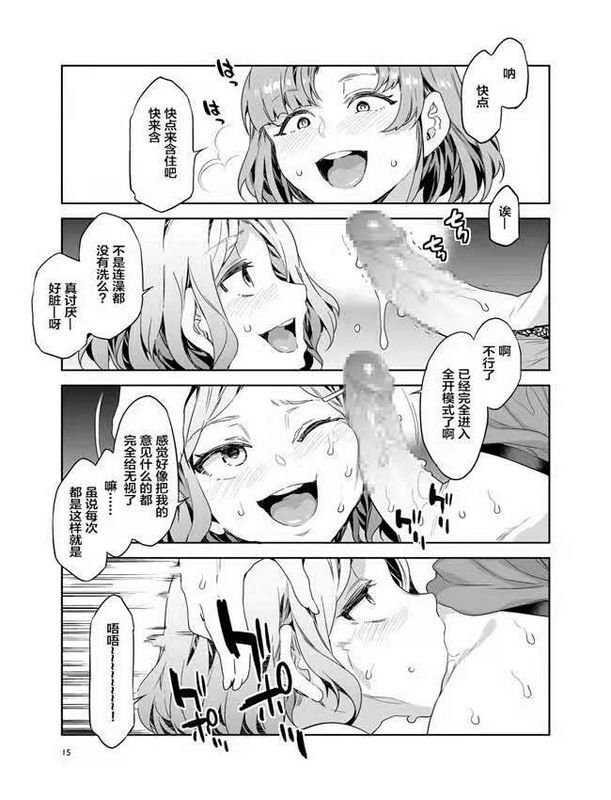 呐
快点
快点来含住吧
快来含
はっ
はっ
诶—
不是连澡都
没有洗么？
真讨厌—
好脏—呀
啊
不行了
已经完全进入
全开模式了啊
感觉好像把我的
意见什么的都
完全给无视了
嘛……
虽说每次
都是这样就是
唔唔
~~~~~~~~!
15